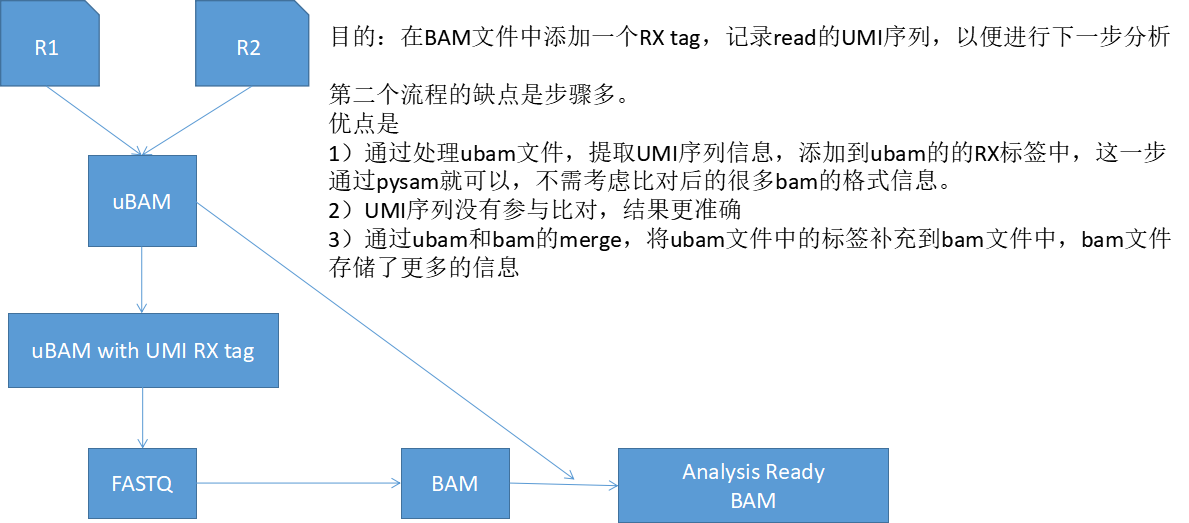 R1
R2
目的：在BAM文件中添加一个RX tag，记录read的UMI序列，以便进行下一步分析
第二个流程的缺点是步骤多。
优点是
1）通过处理ubam文件，提取UMI序列信息，添加到ubam的的RX标签中，这一步
通过pysam就可以，不需考虑比对后的很多bam的格式信息。
2）UMI序列没有参与比对，结果更准确
3）通过ubam和bam的merge，将ubam文件中的标签补充到bam文件中，bam文件
存储了更多的信息
uBAM
uBAM with UMI RX tag
FASTQ
BAM
Analysis Ready
BAM